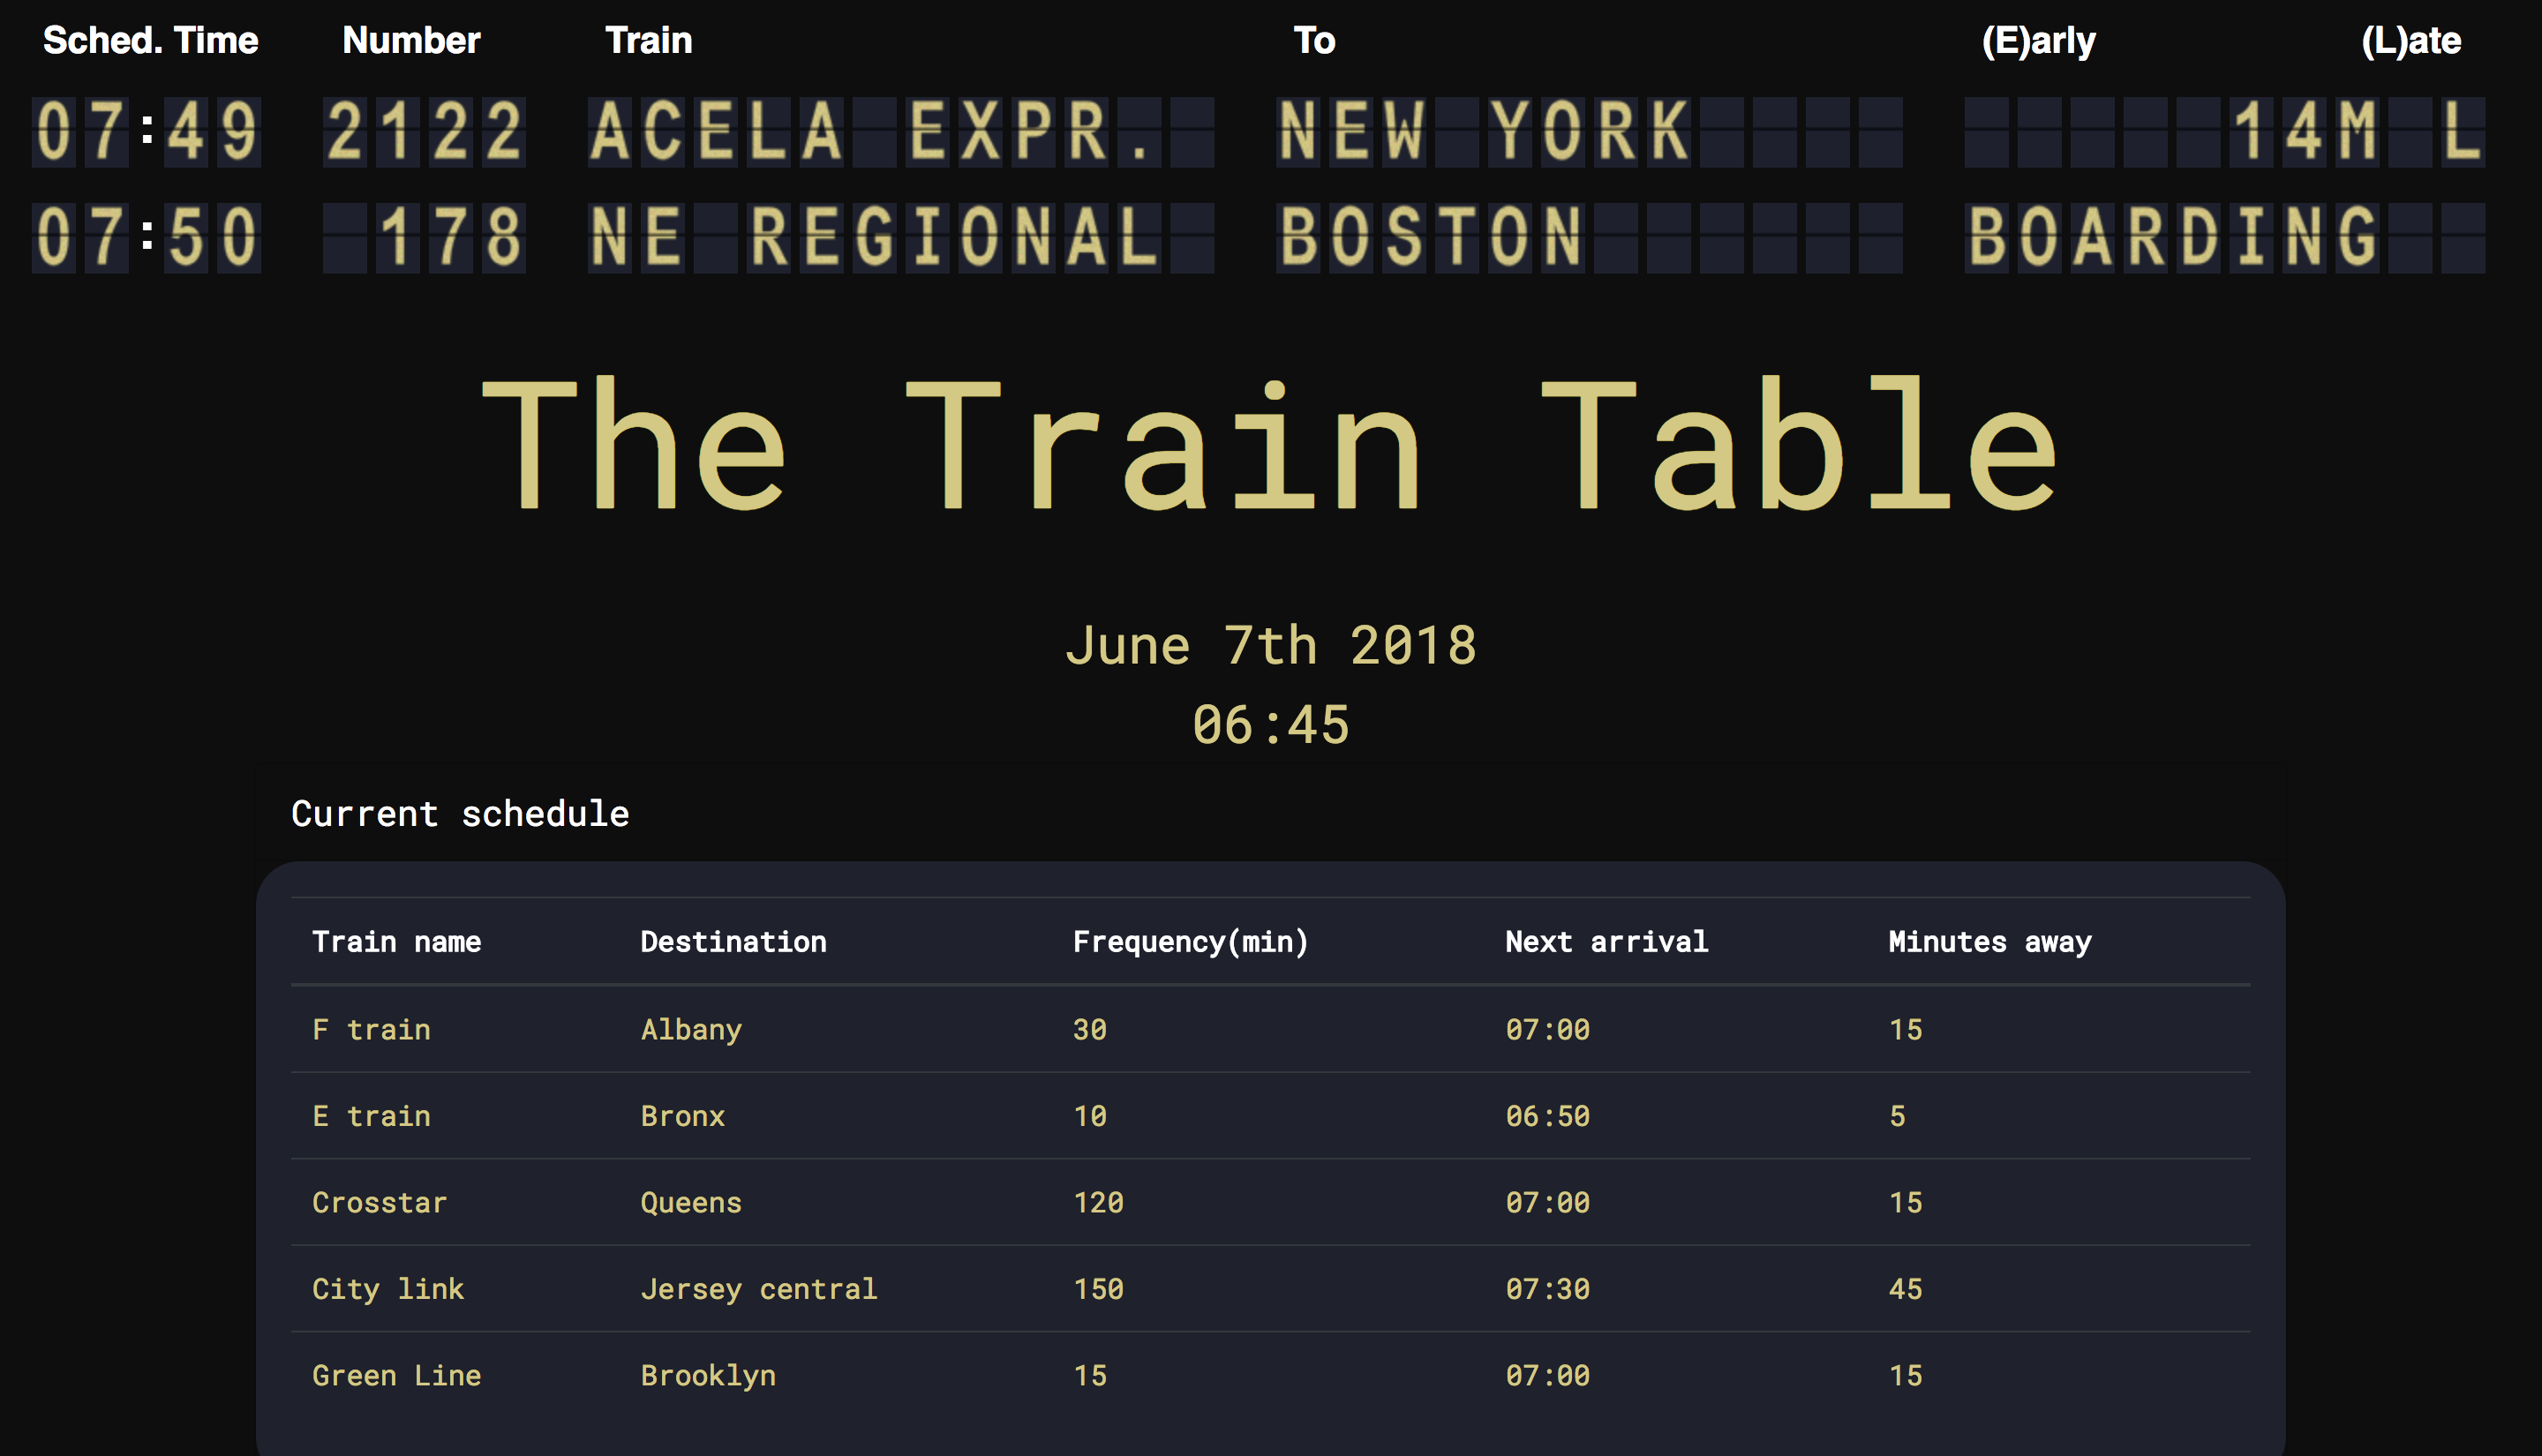 Sched. Time Number Train To (E)arly (L)ate
07:49 2122 ACELA EXPR. NEW YORK 14M L
07:50 178 NE REGIONAL BOSTON BOARDING
The Train Table
June 7th 2018
06:45
Current schedule
Train name Destination Frequency(min) Next arrival Minutes away
F train Albany 30 07:00 15
E train Bronx 10 06:50 5
Crosstar Queens 120 07:00 15
City link Jersey central 150 07:30 45
Green Line Brooklyn 15 07:00 15